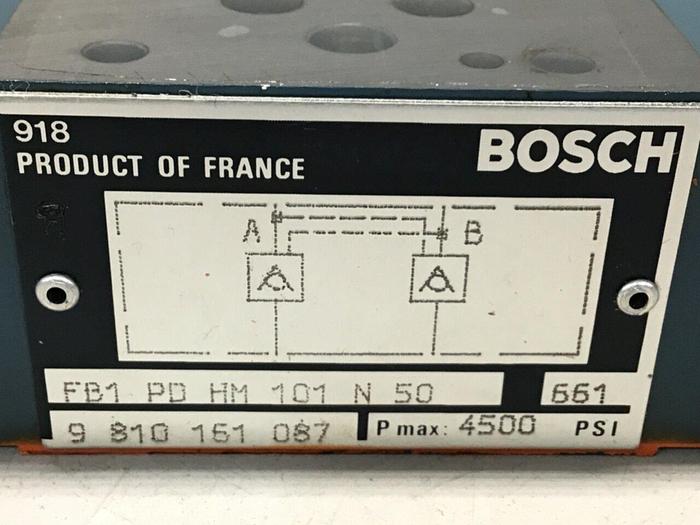 918
PRODUCT OF FRANCE
BOSCH
A B
FB1 PD HM 101 N 50 661
9 810 161 087 P max: 4500 PSI